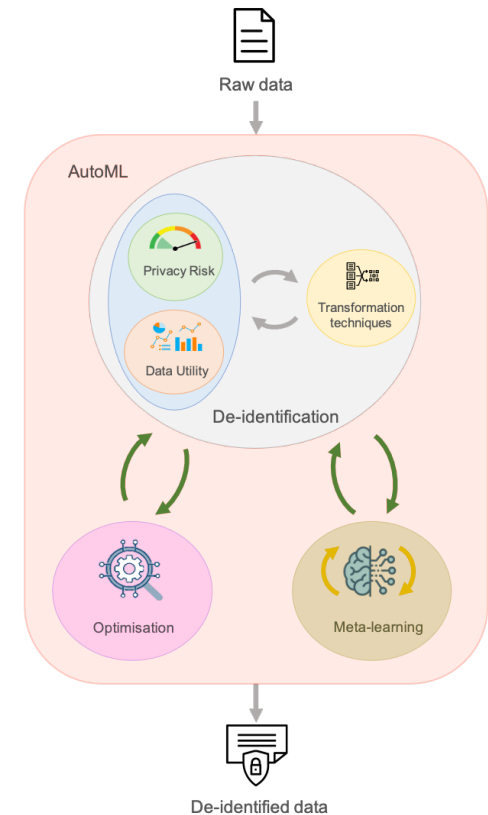 Raw data
AutoML
Privacy Risk
Transformation
techniques
Data Utility
De-identification
Optimisation
Meta-learning
De-identified data